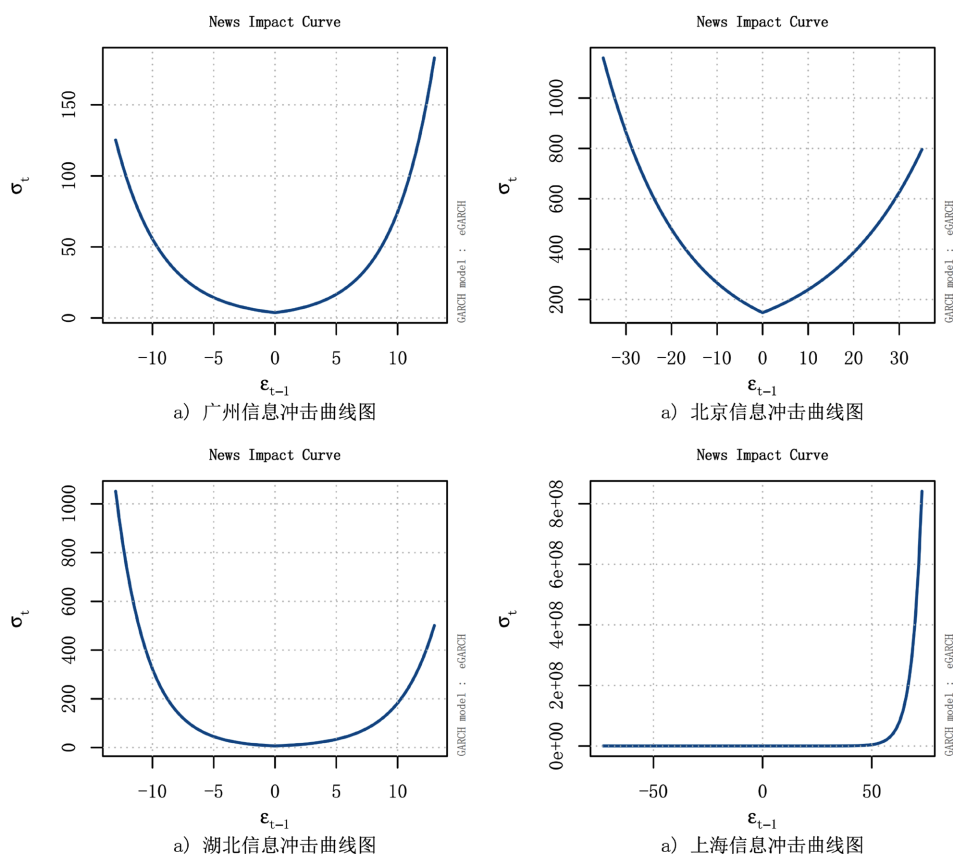 News Impact Curve
σt
150
100
50
0
-10 -5 0 5 10
εt-1
GARCH model : eGARCH
a) 广州信息冲击曲线图
News Impact Curve
σt
1000
800
600
400
200
-30 -20 -10 0 10 20 30
εt-1
GARCH model : eGARCH
a) 北京信息冲击曲线图
News Impact Curve
σt
1000
800
600
400
200
0
-10 -5 0 5 10
εt-1
GARCH model : eGARCH
a) 湖北信息冲击曲线图
News Impact Curve
σt
8e+08
6e+08
4e+08
2e+08
0e+00
-50 0 50
εt-1
GARCH model : eGARCH
a) 上海信息冲击曲线图